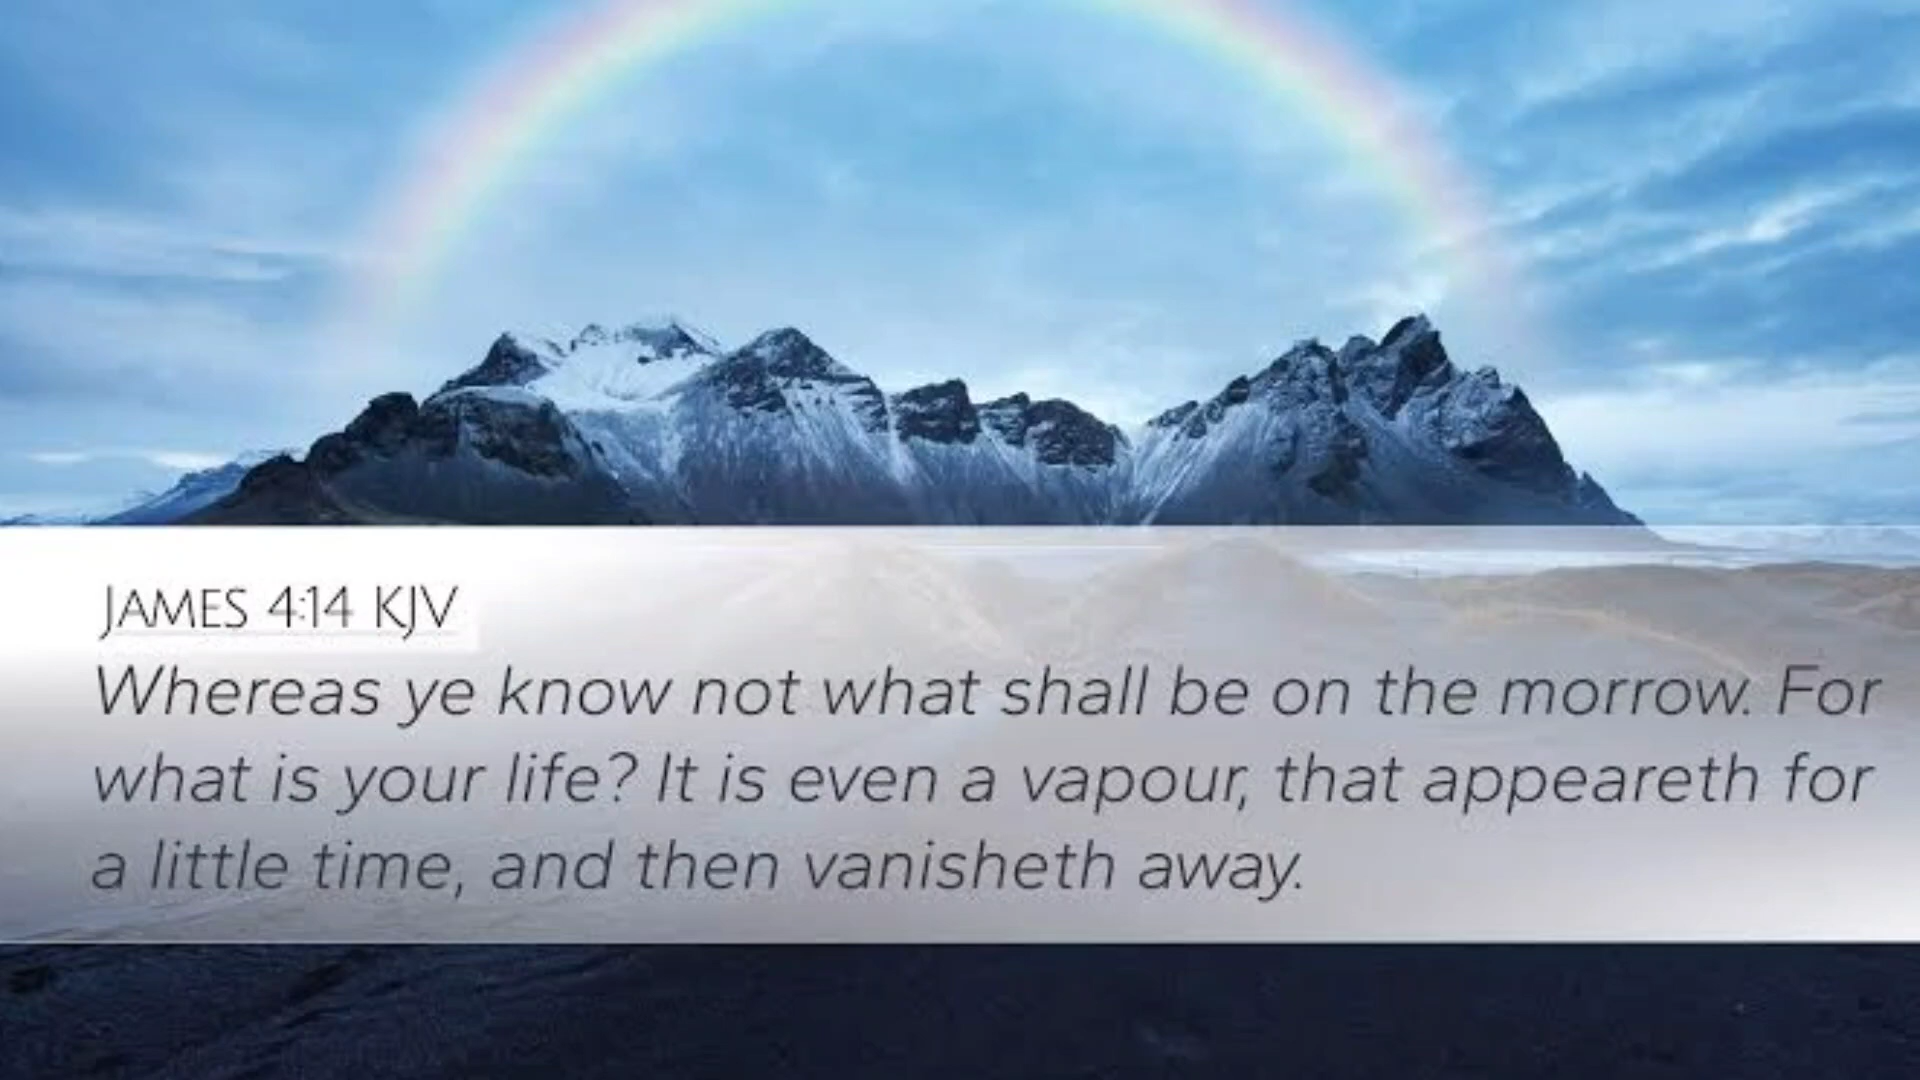 James 4:14 KJV
Whereas ye know not what shall be on the morrow. For
what is your life? It is even a vapour, that appeareth for
a little time, and then vanisheth away.